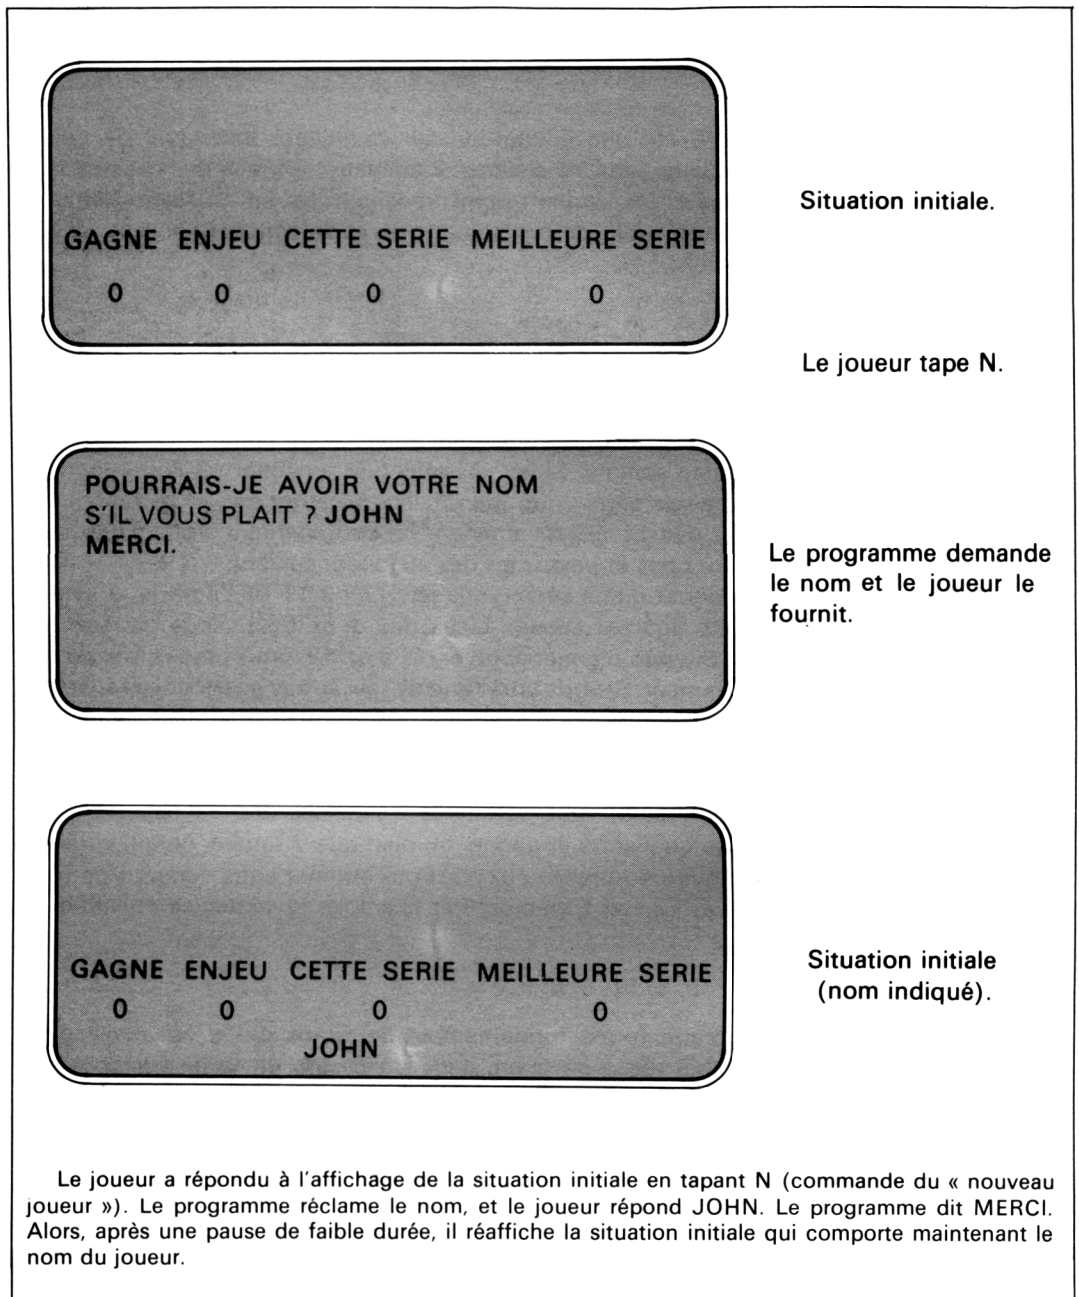 Situation initiale.
GAGNE ENJEU CETTE SERIE MEILLEURE SERIE
0 0 0 0
Le joueur tape N.
POURRAIS-JE AVOIR VOTRE NOM
S'IL VOUS PLAIT ? JOHN
MERCI.
Le programme demande
le nom et le joueur le
fournit.
GAGNE ENJEU CETTE SERIE MEILLEURE SERIE
0 0 0 0
JOHN
Situation initiale
(nom indiqué).
Le joueur a répondu à l'affichage de la situation initiale en tapant N (commande du « nouveau
joueur »). Le programme réclame le nom, et le joueur répond JOHN. Le programme dit MERCI.
Alors, après une pause de faible durée, il réaffiche la situation initiale qui comporte maintenant le
nom du joueur.